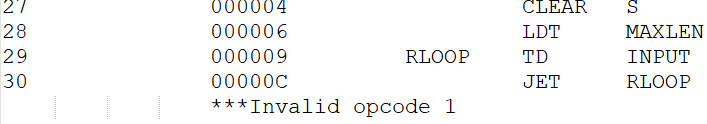 27 000004 CLEAR S
28 000006 LDT MAXLEN
29 000009 RLOOP TD INPUT
30 00000C JET RLOOP
***Invalid opcode 1